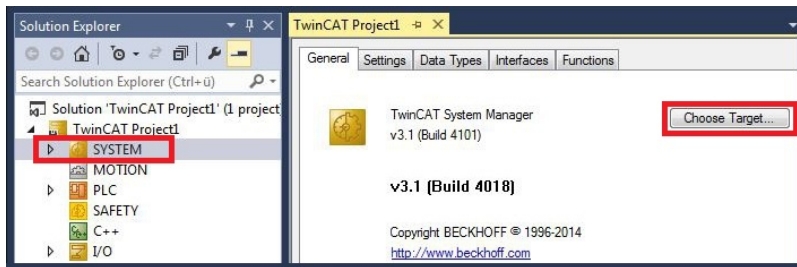 Solution Explorer
Search Solution Explorer (Ctrl+ü)
Solution 'TwinCAT Project1' (1 project
TwinCAT Project1
SYSTEM
MOTION
PLC
SAFETY
C++
I/O
TwinCAT Project1
General Settings Data Types Interfaces Functions
TwinCAT System Manager
v3.1 (Build 4101)
Choose Target...
v3.1 (Build 4018)
Copyright BECKHOFF © 1996-2014
http://www.beckhoff.com